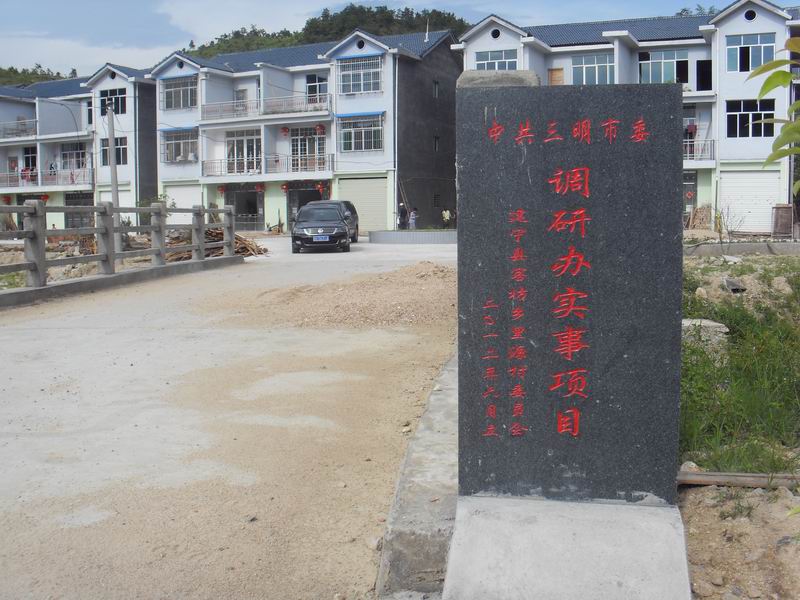 中共三明市委
调研办实事项目
建宁县客坊乡里源村委员会
二〇一二年六月立